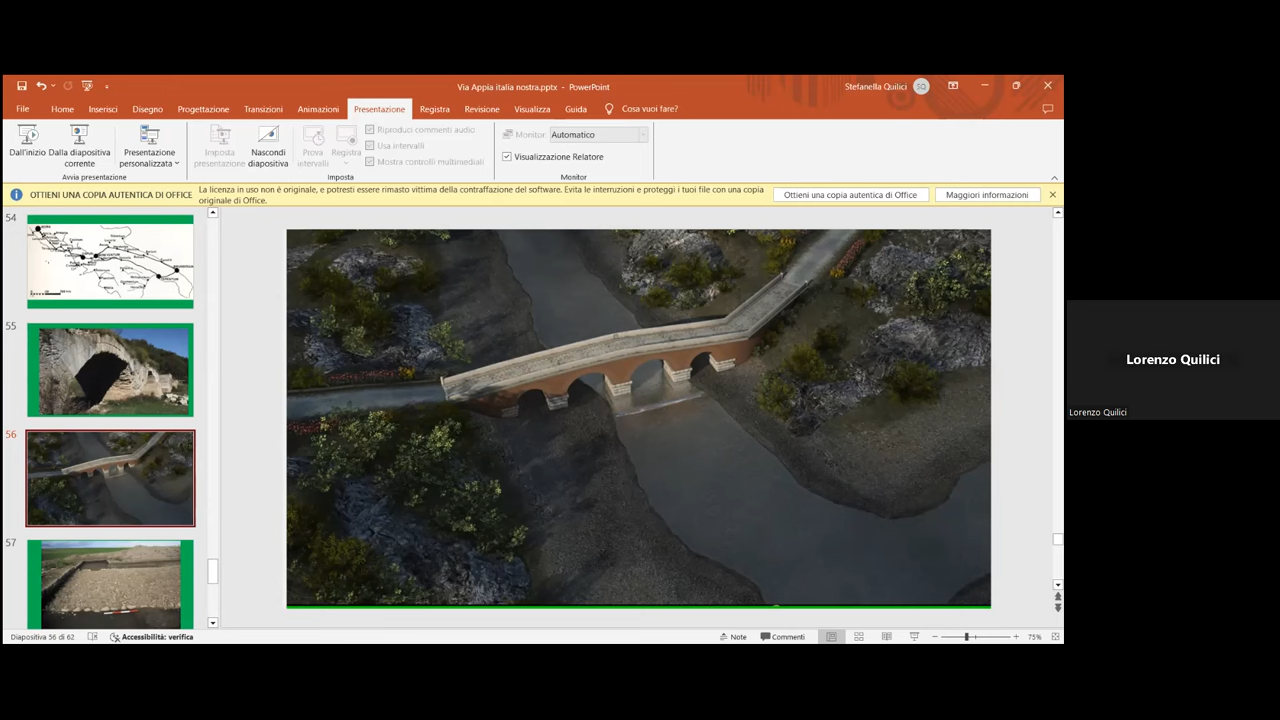 Via Appia italia nostra.pptx - PowerPoint
Stefanella Quilici
SQ
File
Home
Inserisci
Disegno
Progettazione
Transizioni
Animazioni
Presentazione
Registra
Revisione
Visualizza
Guida
Cosa vuoi fare?
Dall'inizio
Dalla diapositiva
corrente
Presentazione
personalizzata
Avvia presentazione
Imposta
presentazione
Nascondi
diapositiva
Prova
intervalli
Registra
Riproduci commenti audio
Usa intervalli
Mostra controlli multimediali
Imposta
Monitor:
Automatico
Visualizzazione Relatore
Monitor
OTTIENI UNA COPIA AUTENTICA DI OFFICE
La licenza in uso non è originale, e potresti essere rimasto vittima della contraffazione del software. Evita le interruzioni e proteggi i tuoi file con una copia
originale di Office.
Ottieni una copia autentica di Office
Maggiori informazioni
54
55
56
57
Lorenzo Quilici
Lorenzo Quilici
Diapositiva 56 di 62
Accessibilità: verifica
Note
Commenti
75%